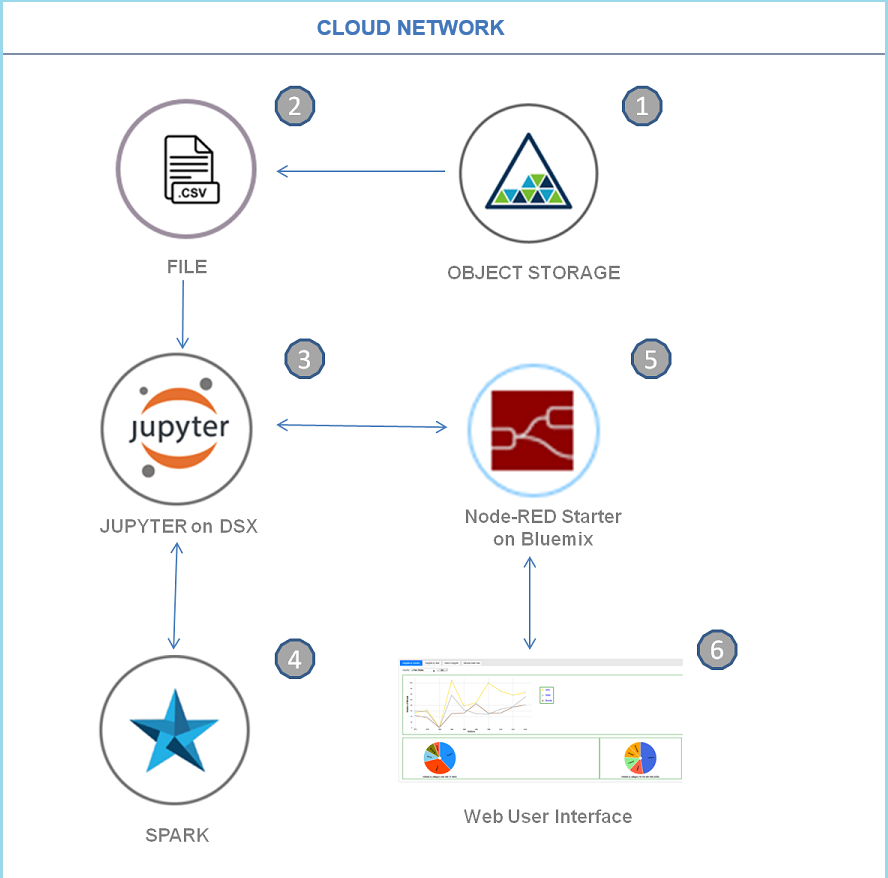 CLOUD NETWORK
2
1
.CSV
FILE
OBJECT STORAGE
3
5
jupyter
JUPYTER on DSX
Node-RED Starter
on Bluemix
4
6
SPARK
Web User Interface